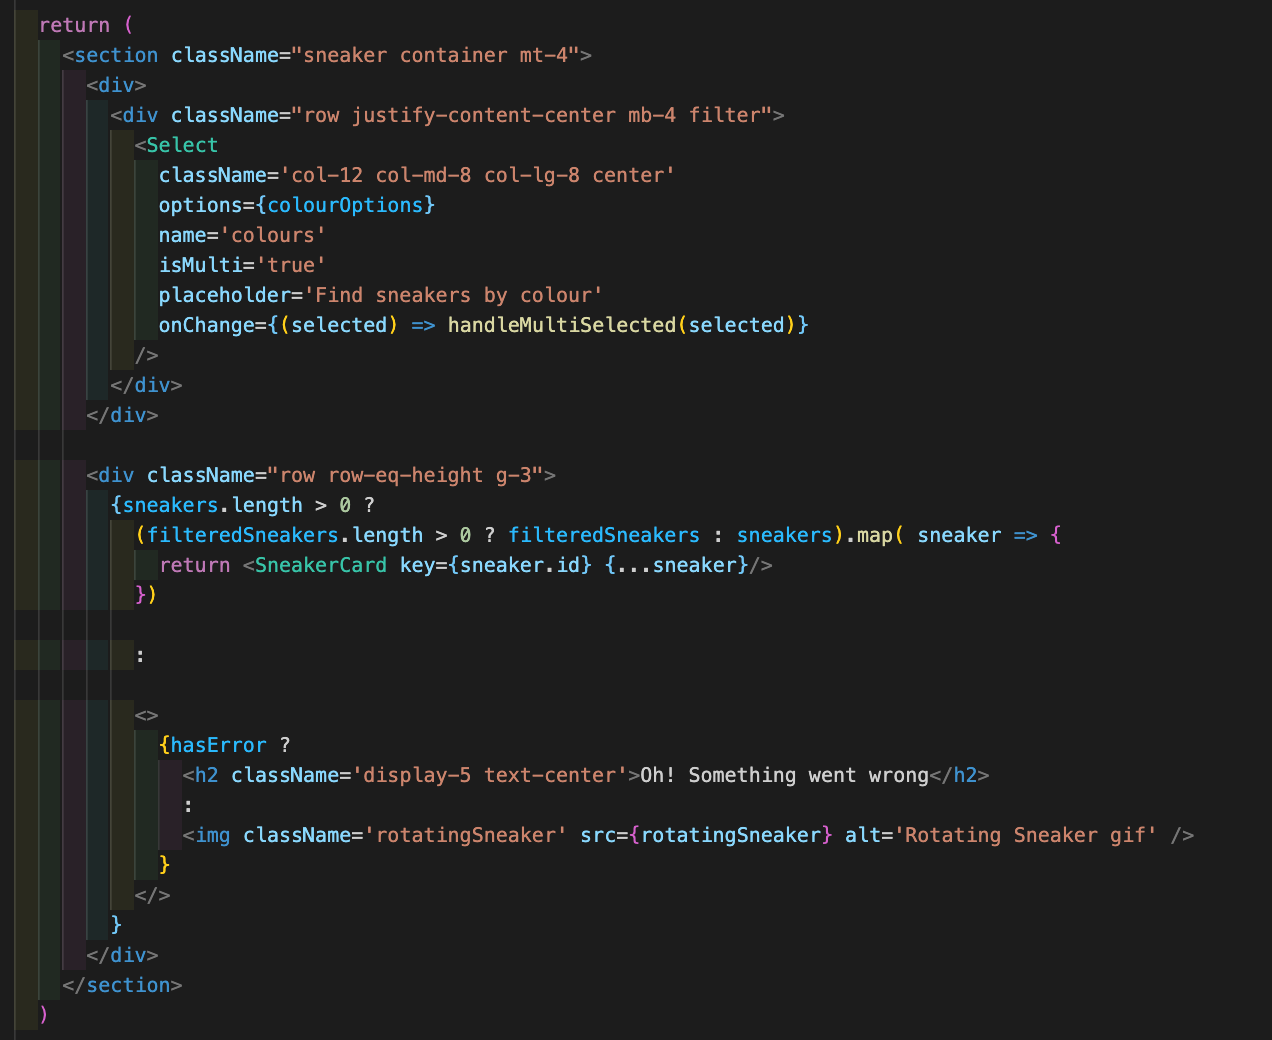 return (
<section className="sneaker container mt-4">
<div>
<div className="row justify-content-center mb-4 filter">
<Select
className='col-12 col-md-8 col-lg-8 center'
options={colourOptions}
name='colours'
isMulti='true'
placeholder='Find sneakers by colour'
onChange={(selected) => handleMultiSelected(selected)}
/>
</div>
</div>
<div className="row row-eq-height g-3">
{sneakers.length > 0 ?
(filteredSneakers.length > 0 ? filteredSneakers : sneakers).map( sneaker => {
return <SneakerCard key={sneaker.id} {...sneaker}/>
})
:
<>
{hasError ?
<h2 className='display-5 text-center'>Oh! Something went wrong</h2>
:
<img className='rotatingSneaker' src={rotatingSneaker} alt='Rotating Sneaker gif' />
}
</>
}
</div>
</section>
)